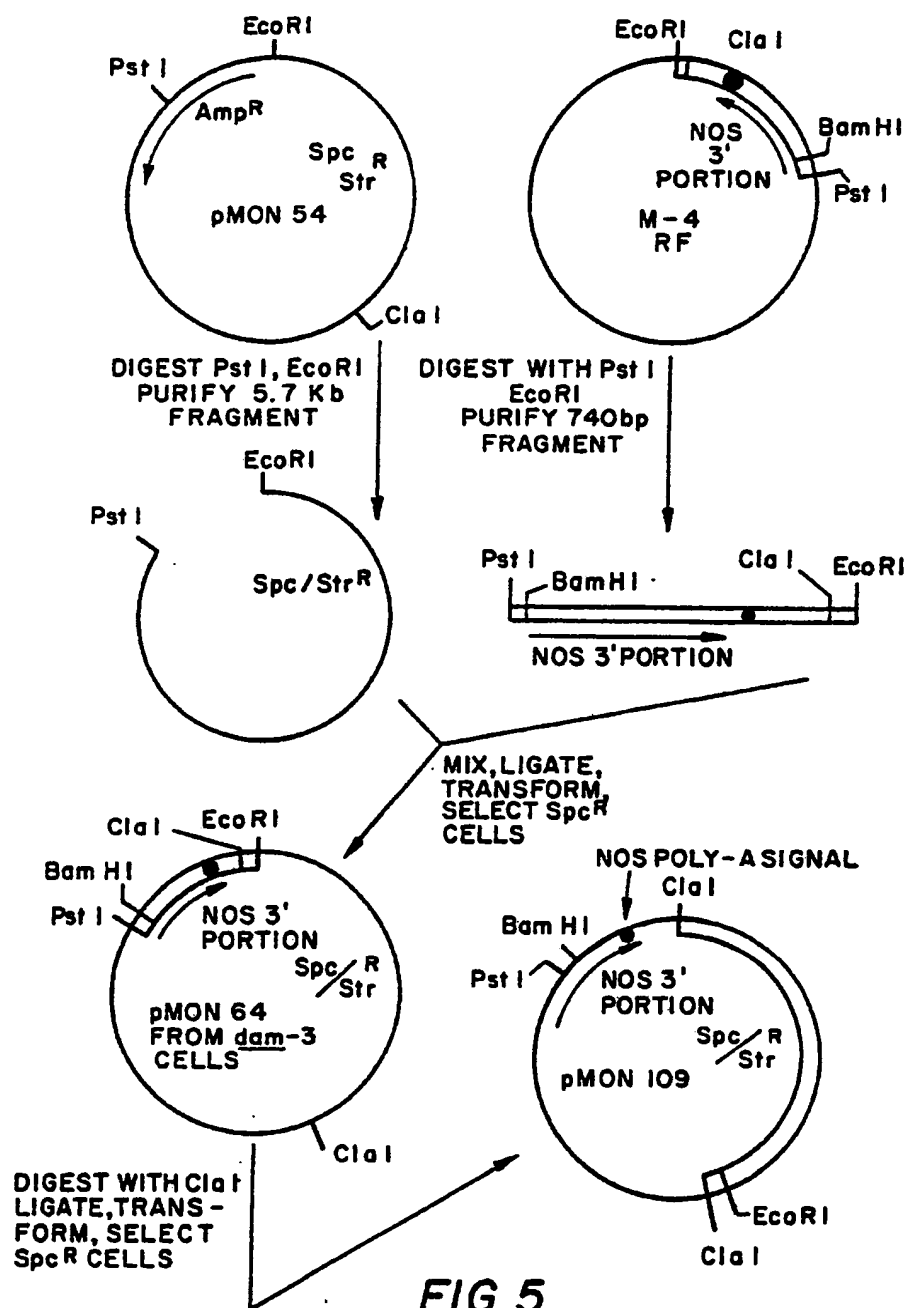 EcoRI
Pst I
AmpR
Spc R
Str
pMON 54
Cla I
EcoRI
Cla I
BamHI
Pst I
NOS
3'
PORTION
M-4
RF
DIGEST Pst I, EcoRI
PURIFY 5.7 Kb
FRAGMENT
DIGEST WITH Pst I
EcoRI
PURIFY 740bp
FRAGMENT
EcoRI
Pst I
Spc/StrR
Pst I
BamHI
Cla I
EcoRI
NOS 3' PORTION
MIX, LIGATE,
TRANSFORM,
SELECT SpcR
CELLS
Cla I
EcoRI
Bam HI
Pst I
NOS 3'
PORTION
Spc/ R
Str
pMON 64
FROM dam-3
CELLS
Cla I
NOS POLY-A SIGNAL
Cla I
Bam HI
Pst I
NOS 3'
PORTION
Spc/ R
Str
pMON 109
EcoRI
Cla I
DIGEST WITH Cla I
LIGATE, TRANS-
FORM, SELECT
SpcR CELLS
FIG. 5